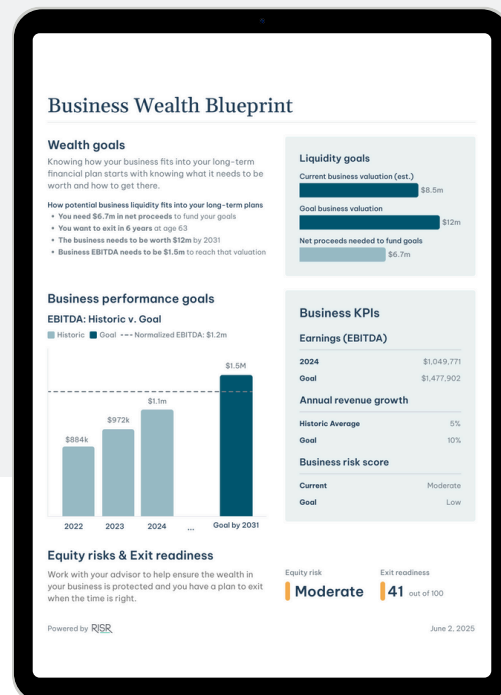 Business Wealth Blueprint
Wealth goals
Knowing how your business fits into your long-term
financial plan starts with knowing what it needs to be
worth and how to get there.
How potential business liquidity fits into your long-term plans
• You need $6.7m in net proceeds to fund your goals
• You want to exit in 6 years at age 63
• The business needs to be worth $12m by 2031
• Business EBITDA needs to be $1.5m to reach that valuation
Liquidity goals
Current business valuation (est.)
$8.5m
Goal business valuation
$12m
Net proceeds needed to fund goals
$6.7m
Business performance goals
EBITDA: Historic v. Goal
Historic Goal --- Normalized EBITDA: $1.2m
$884k
$972k
$1.1m
$1.5M
2022 2023 2024 ... Goal by 2031
Business KPIs
Earnings (EBITDA)
2024 $1,049,771
Goal $1,477,902
Annual revenue growth
Historic Average 5%
Goal 10%
Business risk score
Current Moderate
Goal Low
Equity risks & Exit readiness
Work with your advisor to help ensure the wealth in
your business is protected and you have a plan to exit
when the time is right.
Equity risk
Moderate
Exit readiness
41 out of 100
Powered by RISR
June 2, 2025